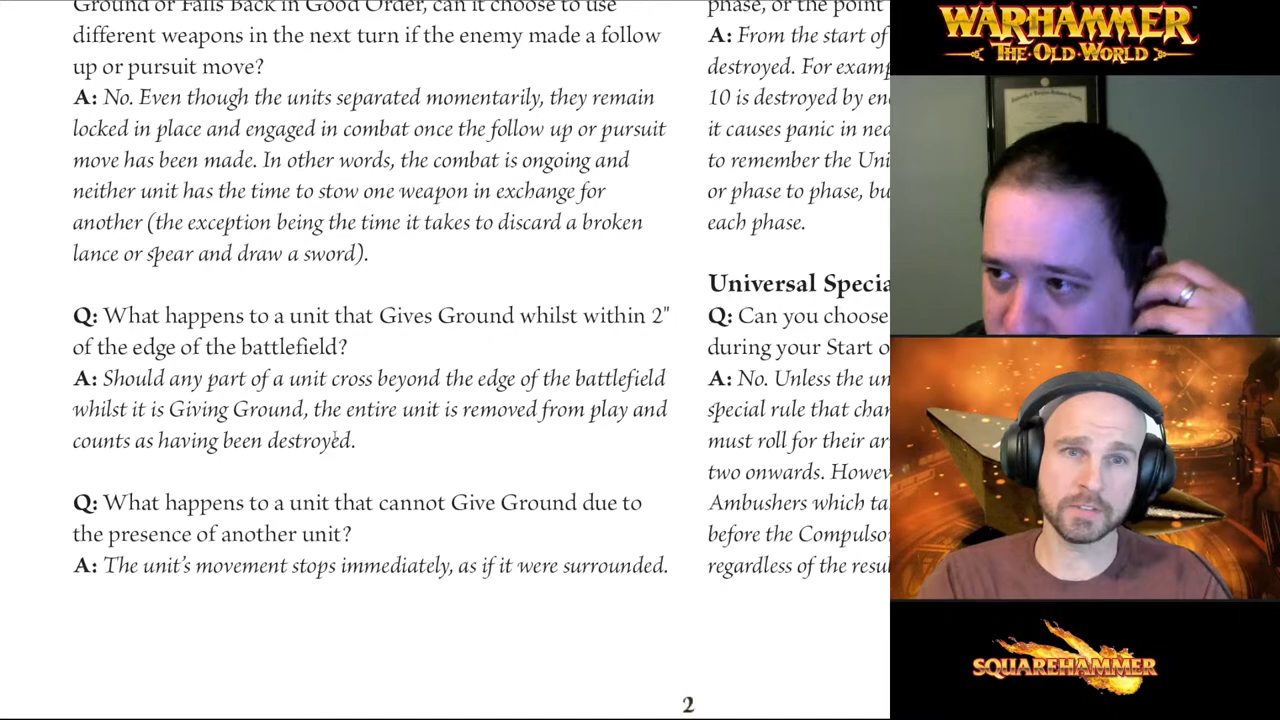 Ground or Falls Back in Good Order, can it choose to use
different weapons in the next turn if the enemy made a follow
up or pursuit move?
A: No. Even though the units separated momentarily, they remain
locked in place and engaged in combat once the follow up or pursuit
move has been made. In other words, the combat is ongoing and
neither unit has the time to stow one weapon in exchange for
another (the exception being the time it takes to discard a broken
lance or spear and draw a sword).
Q: What happens to a unit that Gives Ground whilst within 2"
of the edge of the battlefield?
A: Should any part of a unit cross beyond the edge of the battlefield
whilst it is Giving Ground, the entire unit is removed from play and
counts as having been destroyed.
Q: What happens to a unit that cannot Give Ground due to
the presence of another unit?
A: The unit's movement stops immediately, as if it were surrounded.
phase, or the point
A: From the start of
destroyed. For examp
10 is destroyed by en
it causes panic in nea
to remember the Uni
or phase to phase, bu
each phase.
Universal Specia
Q: Can you choose
during your Start o
A: No. Unless the un
special rule that char
must roll for their ar
two onwards. Howev
Ambushers which ta
before the Compulso
regardless of the resu
2
WARHAMMER
THE OLD WORLD
SQUAREHAMMER